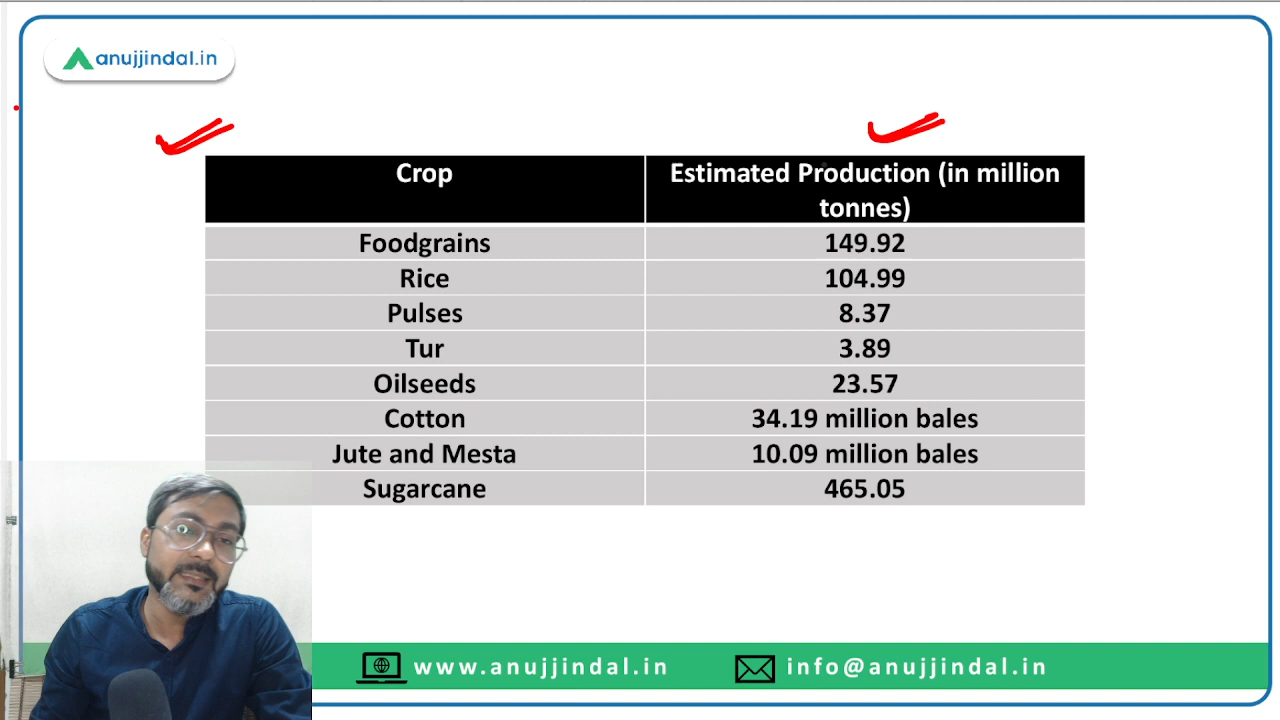 anujjindal.in
Crop Estimated Production (in million
tonnes)
Foodgrains 149.92
Rice 104.99
Pulses 8.37
Tur 3.89
Oilseeds 23.57
Cotton 34.19 million bales
Jute and Mesta 10.09 million bales
Sugarcane 465.05
www.anujjindal.in info@anujjindal.in